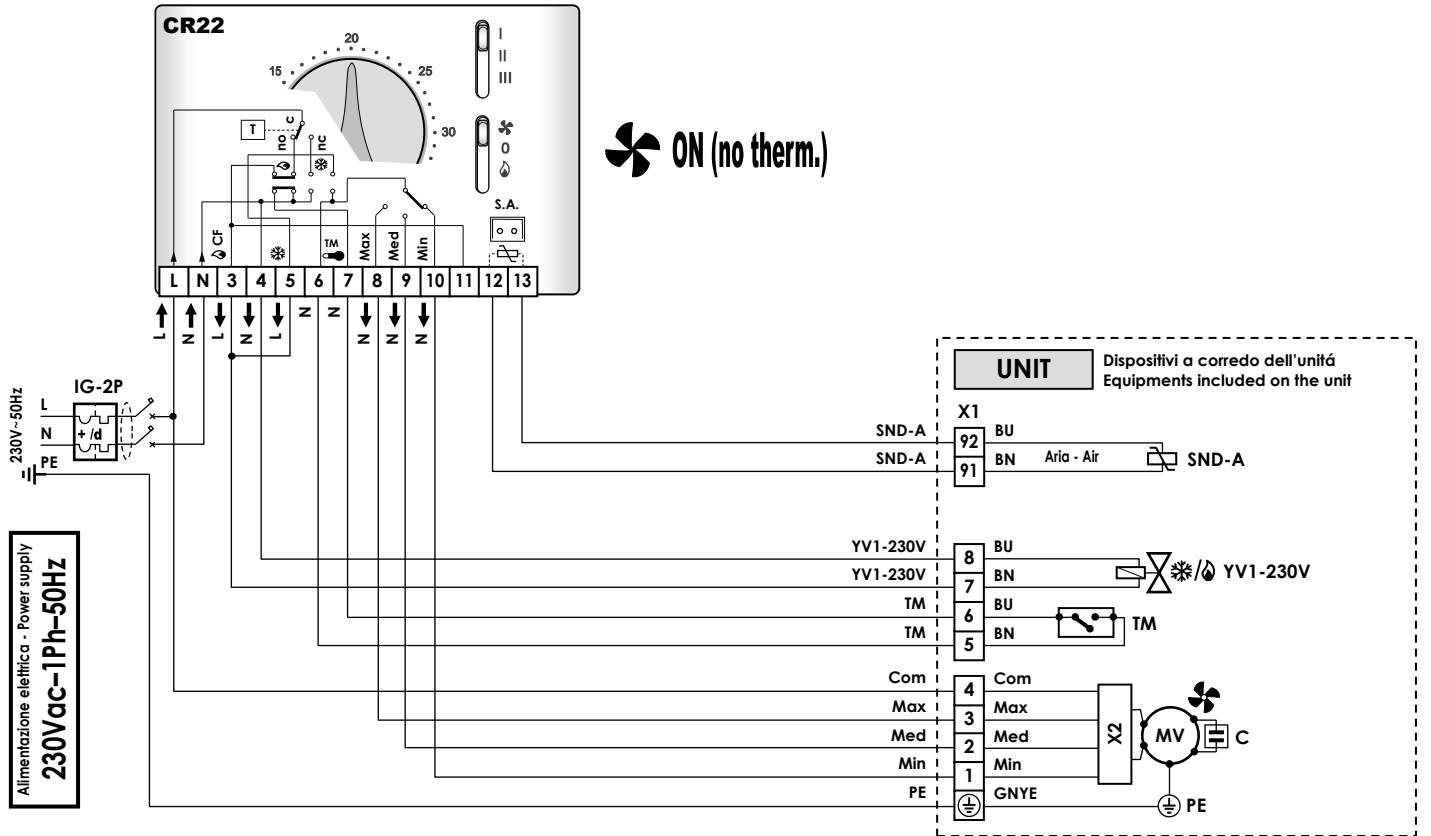 CR22
15
20
25
30
I
II
III
0
T
c
no
nc
S.A.
CF
TM
Max
Med
Min
L N 3 4 5 6 7 8 9 10 11 12 13
L N L N L N N N N N
ON (no therm.)
IG-2P
230V~50Hz
L
N
PE
+ /d
Alimentazione elettrica - Power supply
230Vac–1Ph–50Hz
UNIT
Dispositivi a corredo dell'unitá
Equipments included on the unit
X1
SND-A 92 BU
SND-A 91 BN
Aria - Air
SND-A
YV1-230V 8 BU
YV1-230V 7 BN
YV1-230V
/
TM 6 BU
TM 5 BN
TM
Com 4 Com
Max 3 Max
Med 2 Med
Min 1 Min
PE GNYE
X2
MV
C
PE